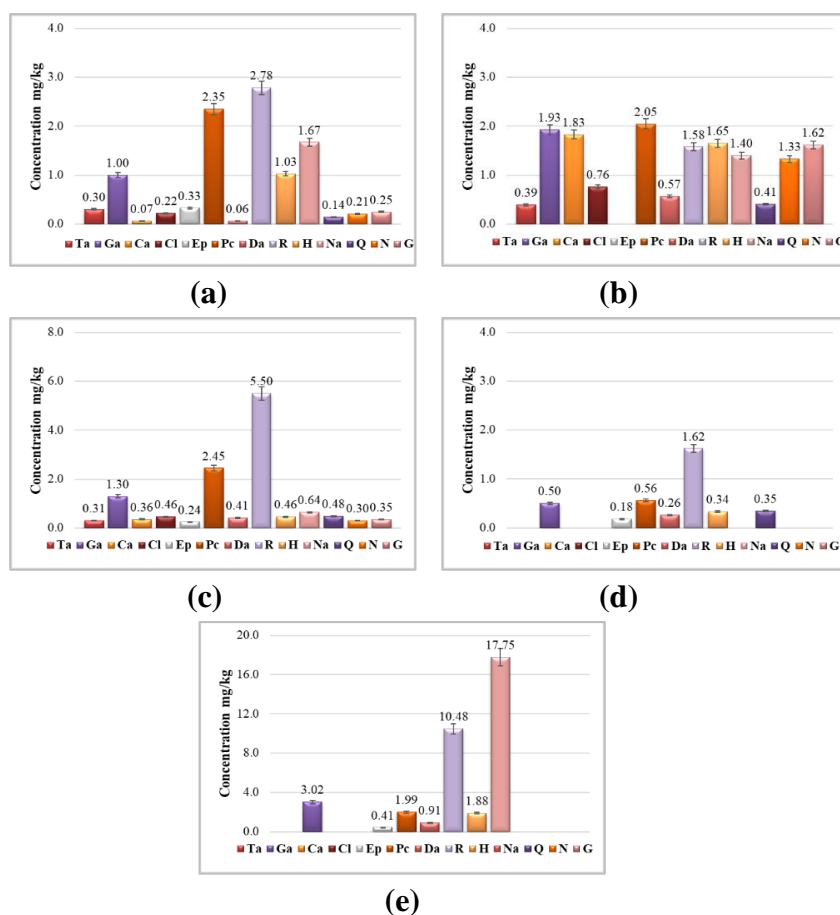 Concentration mg/kg
4.0
3.0
2.0
1.0
0.0
0.30 1.00 0.07 0.22 0.33 2.35 0.06 2.78 1.03 1.67 0.14 0.21 0.25
Ta Ga Ca Cl Ep Pc Da R H Na Q N G
(a)
Concentration mg/kg
4.0
3.0
2.0
1.0
0.0
0.39 1.93 1.83 0.76 2.05 0.57 1.58 1.65 1.40 0.41 1.33 1.62
Ta Ga Ca Cl Ep Pc Da R H Na Q N G
(b)
Concentration mg/kg
8.0
6.0
4.0
2.0
0.0
0.31 1.30 0.36 0.46 0.24 2.45 0.41 5.50 0.46 0.64 0.48 0.30 0.35
Ta Ga Ca Cl Ep Pc Da R H Na Q N G
(c)
Concentration mg/kg
4.0
3.0
2.0
1.0
0.0
0.50 0.18 0.56 0.26 1.62 0.34 0.35
Ta Ga Ca Cl Ep Pc Da R H Na Q N G
(d)
Concentration mg/kg
20.0
16.0
12.0
8.0
4.0
0.0
3.02 0.41 1.99 0.91 10.48 1.88 17.75
Ta Ga Ca Cl Ep Pc Da R H Na Q N G
(e)